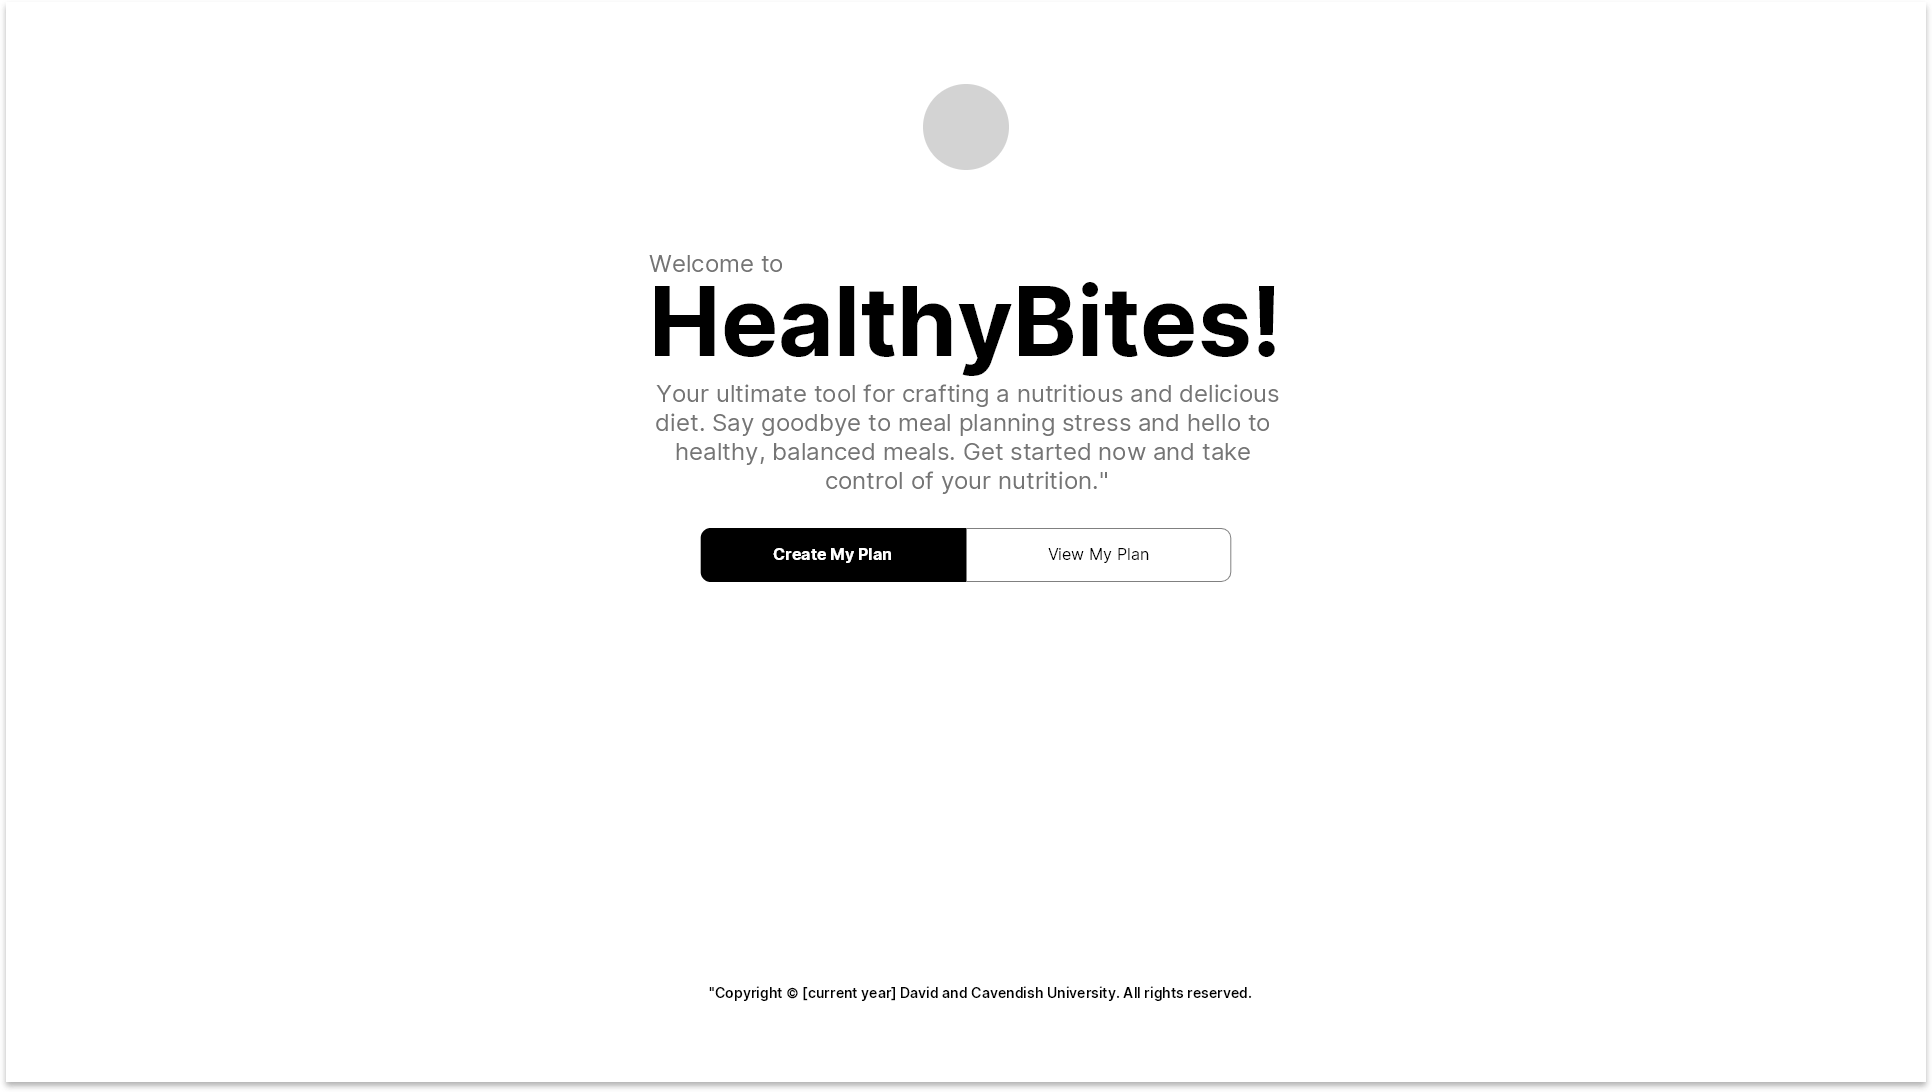 Welcome to
HealthyBites!
Your ultimate tool for crafting a nutritious and delicious
diet. Say goodbye to meal planning stress and hello to
healthy, balanced meals. Get started now and take
control of your nutrition."
Create My Plan
View My Plan
"Copyright © [current year] David and Cavendish University. All rights reserved.